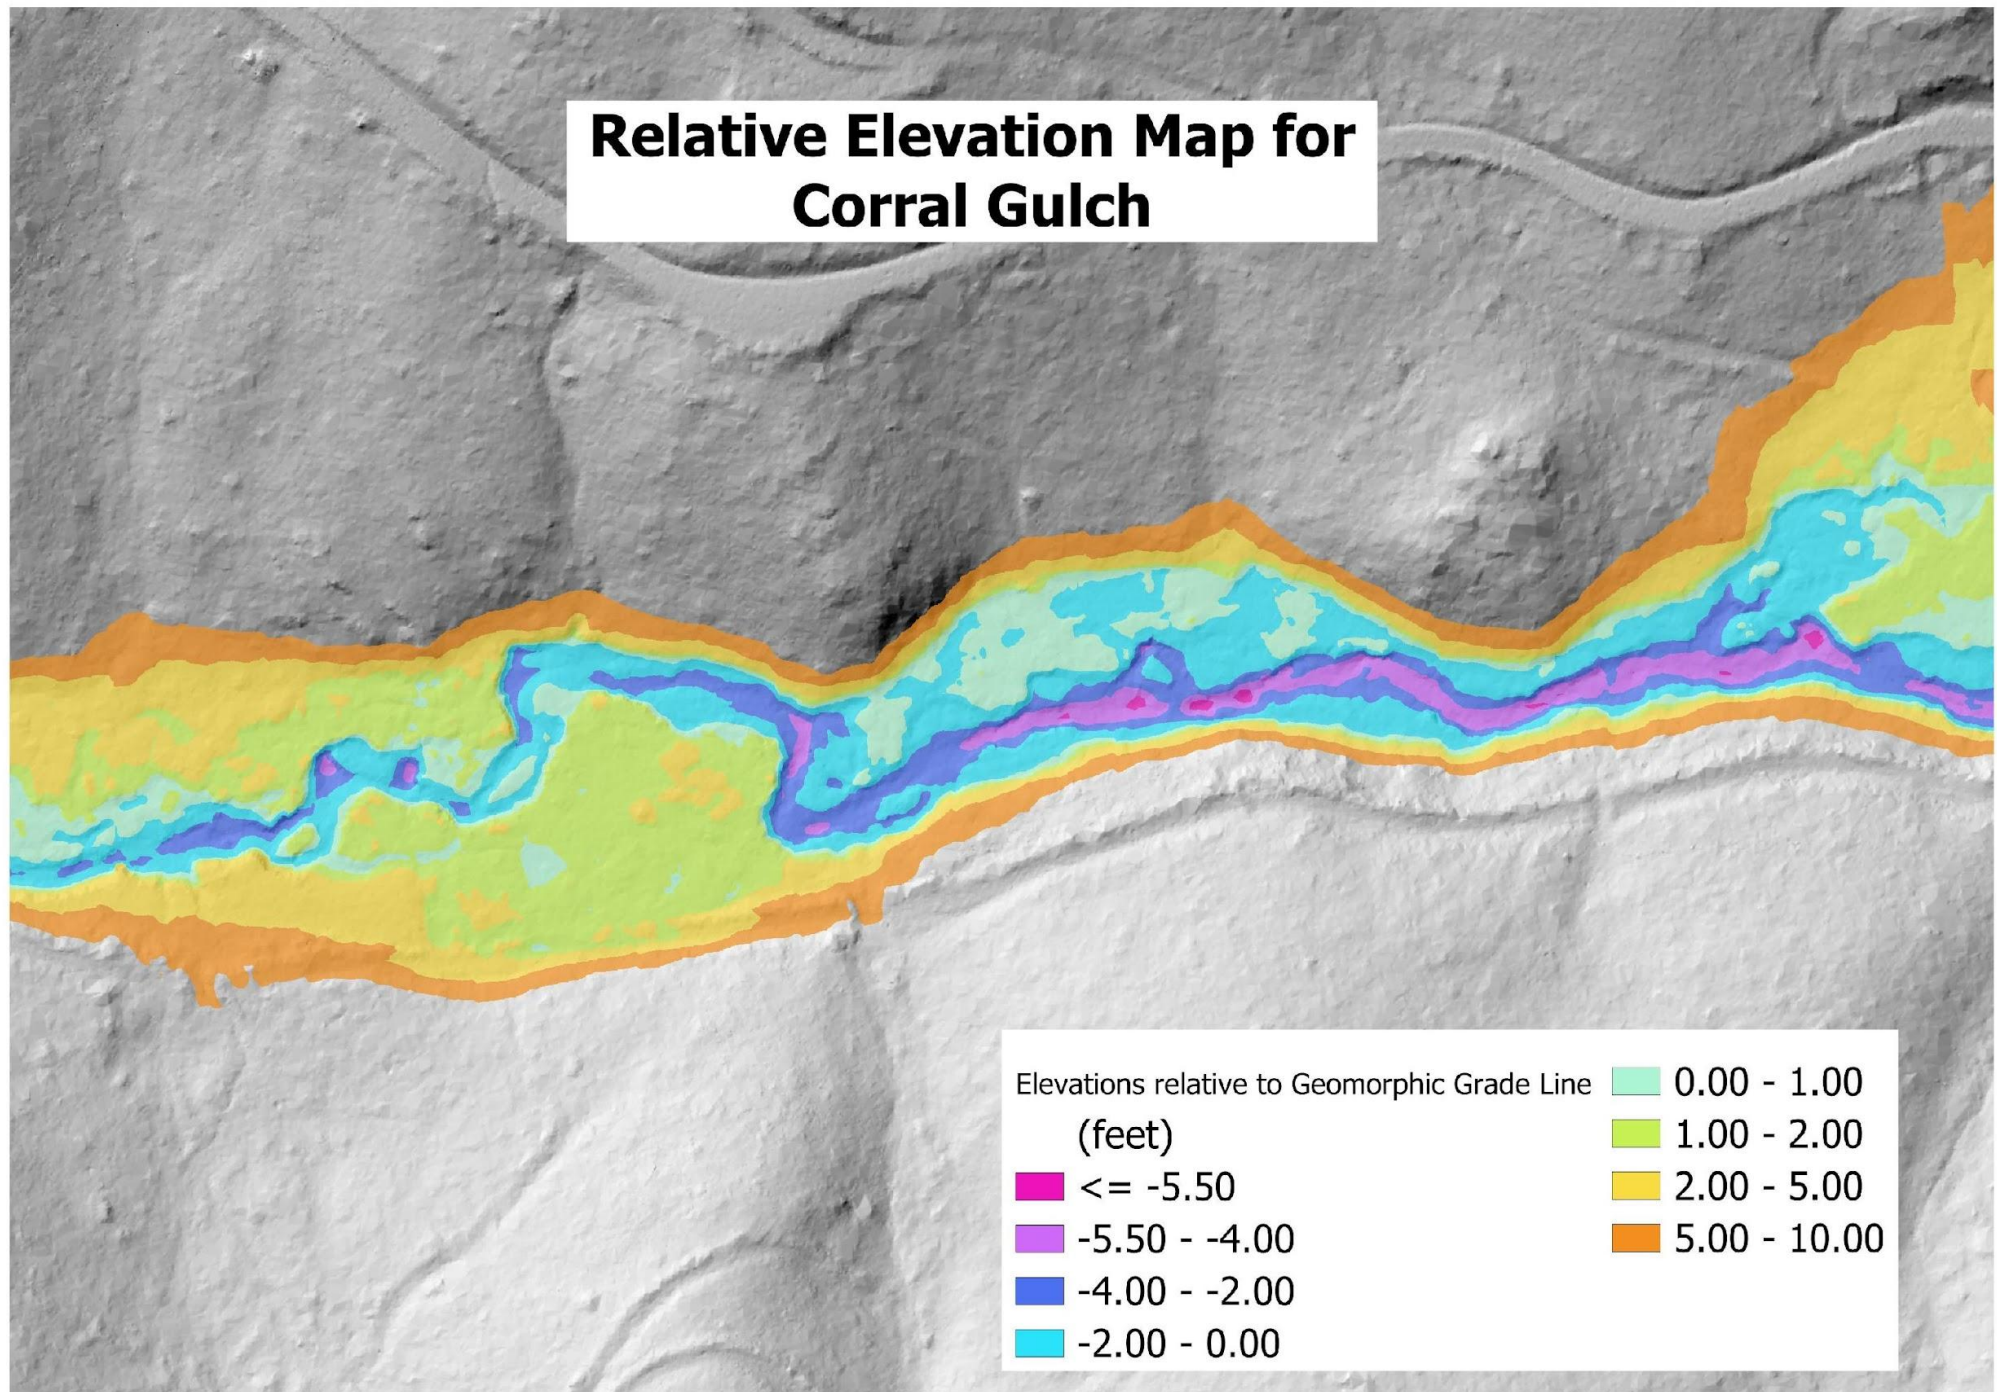 Relative Elevation Map for
Corral Gulch
Elevations relative to Geomorphic Grade Line
(feet)
<= -5.50
-5.50 - -4.00
-4.00 - -2.00
-2.00 - 0.00
0.00 - 1.00
1.00 - 2.00
2.00 - 5.00
5.00 - 10.00